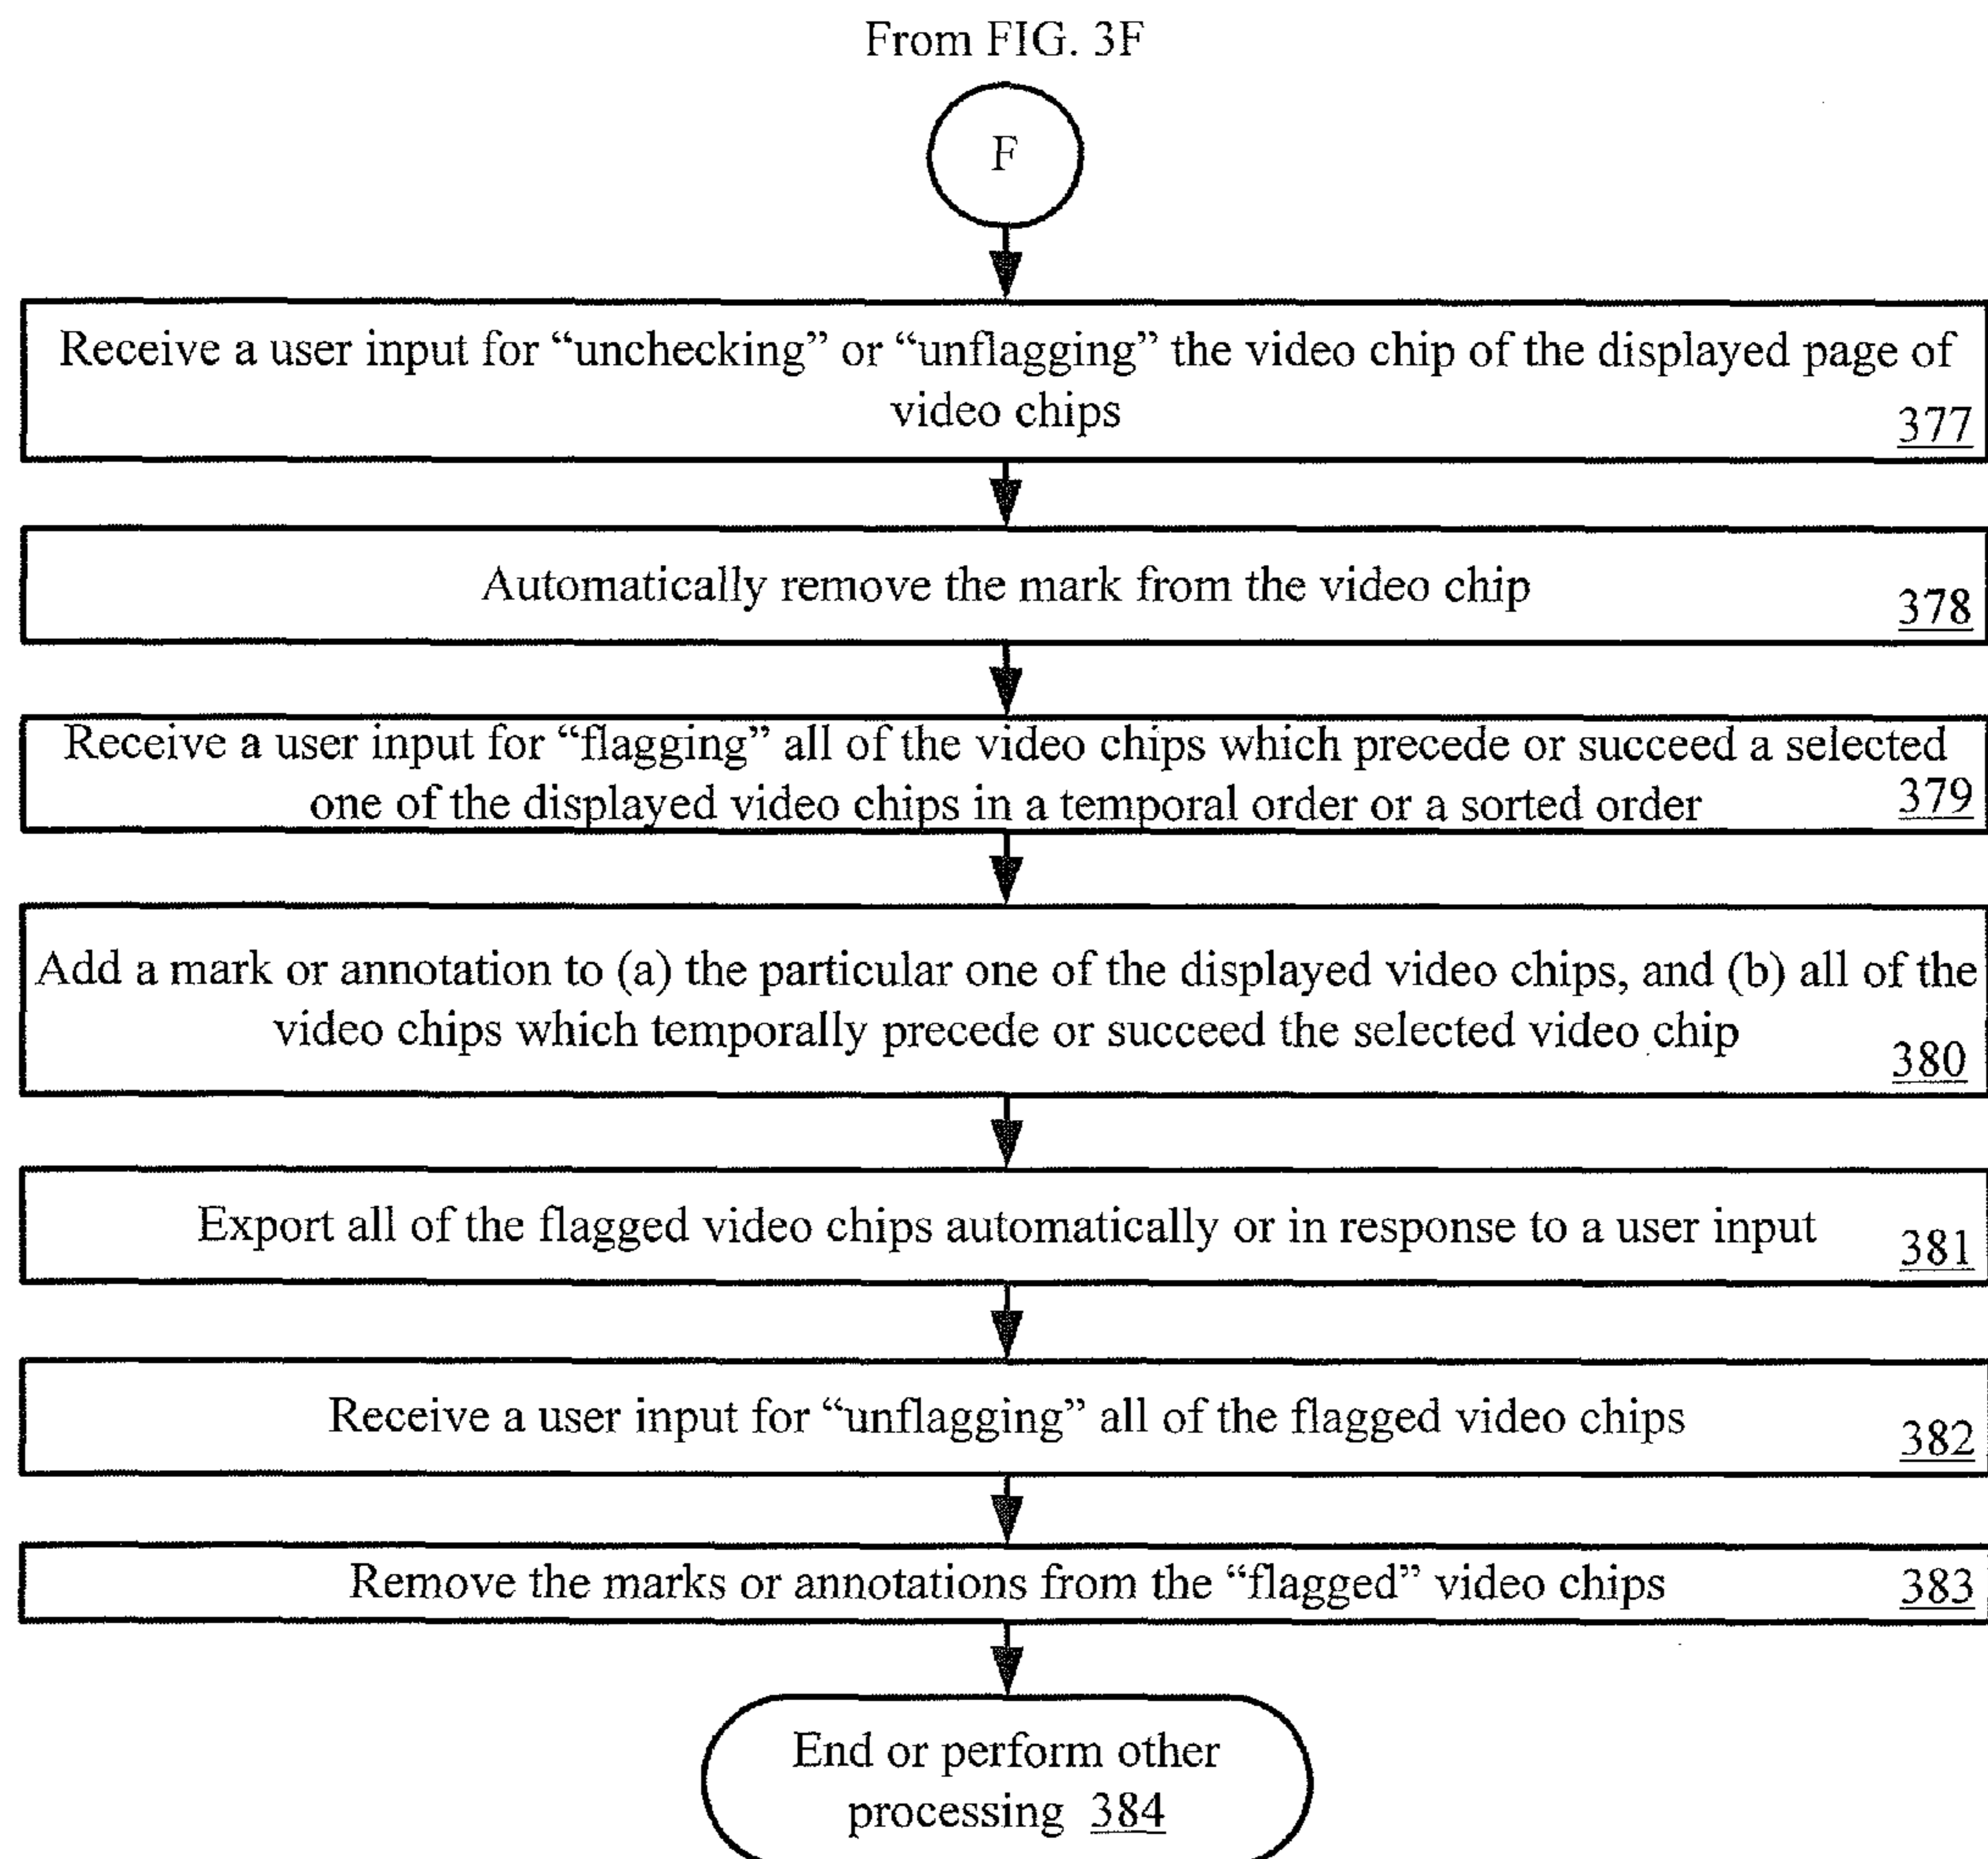 From FIG. 3F
F
Receive a user input for “unchecking” or “unflagging” the video chip of the displayed page of
video chips
377
Automatically remove the mark from the video chip
378
Receive a user input for “flagging” all of the video chips which precede or succeed a selected
one of the displayed video chips in a temporal order or a sorted order
379
Add a mark or annotation to (a) the particular one of the displayed video chips, and (b) all of the
video chips which temporally precede or succeed the selected video chip
380
Export all of the flagged video chips automatically or in response to a user input
381
Receive a user input for “unflagging” all of the flagged video chips
382
Remove the marks or annotations from the “flagged” video chips
383
End or perform other
processing 384